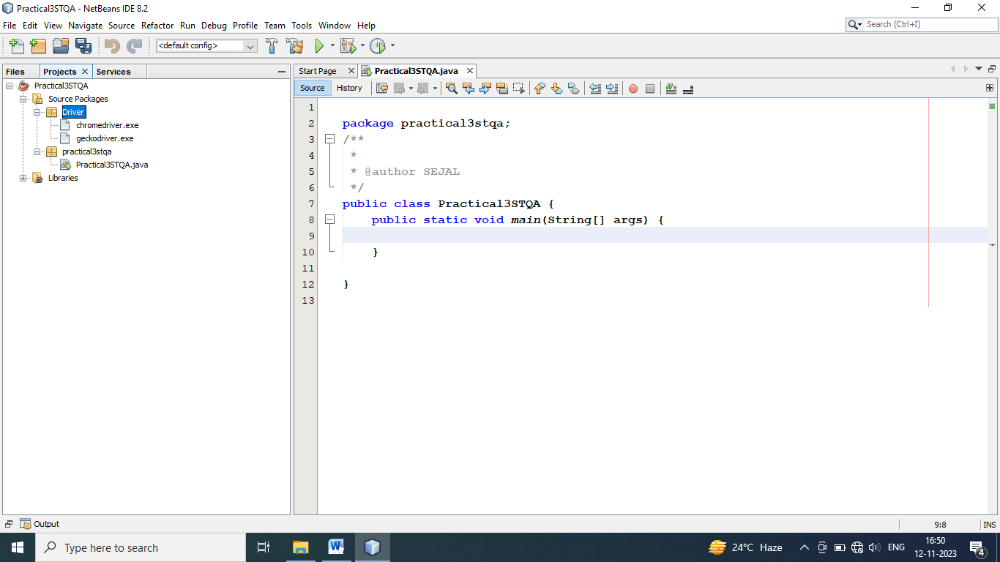 Practical3STQA - NetBeans IDE 8.2
File Edit View Navigate Source Refactor Run Debug Profile Team Tools Window Help
Search (Ctrl+I)
<default config>
Files Projects Services
Start Page Practical3STQA.java
Source History
Practical3STQA
Source Packages
Driver
chromedriver.exe
geckodriver.exe
practical3stqa
Practical3STQA.java
Libraries
1
2 package practical3stqa;
3 /**
4 *
5 * @author SEJAL
6 */
7 public class Practical3STQA {
8 public static void main(String[] args) {
9
10 }
11
12 }
13
Output
9:8 INS
Type here to search
24°C Haze
ENG
16:50
12-11-2023
4